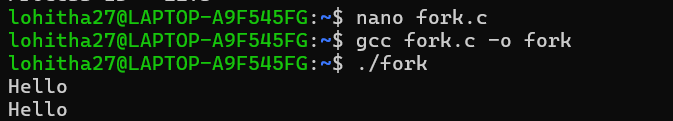 lohitha27@LAPTOP-A9F545FG:~$ nano fork.c
lohitha27@LAPTOP-A9F545FG:~$ gcc fork.c -o fork
lohitha27@LAPTOP-A9F545FG:~$ ./fork
Hello
Hello